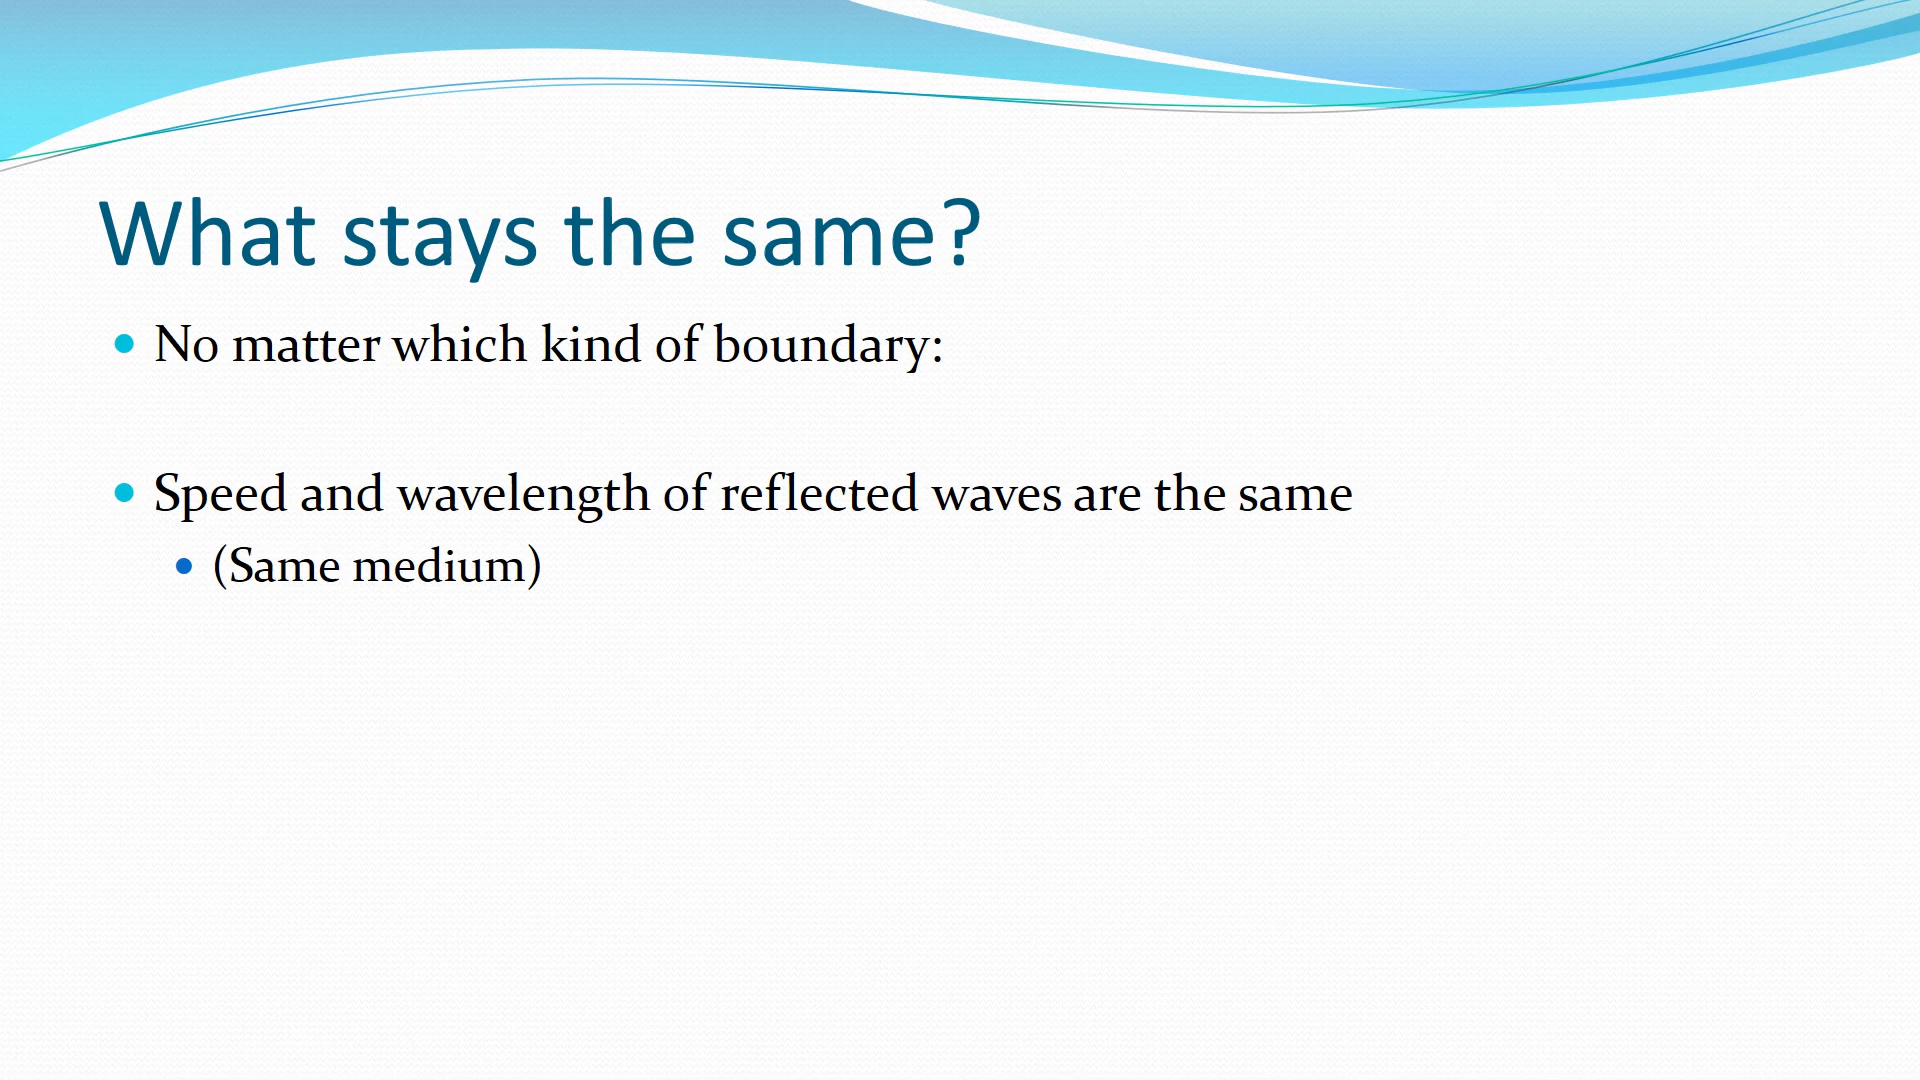 What stays the same?
No matter which kind of boundary:
Speed and wavelength of reflected waves are the same
(Same medium)